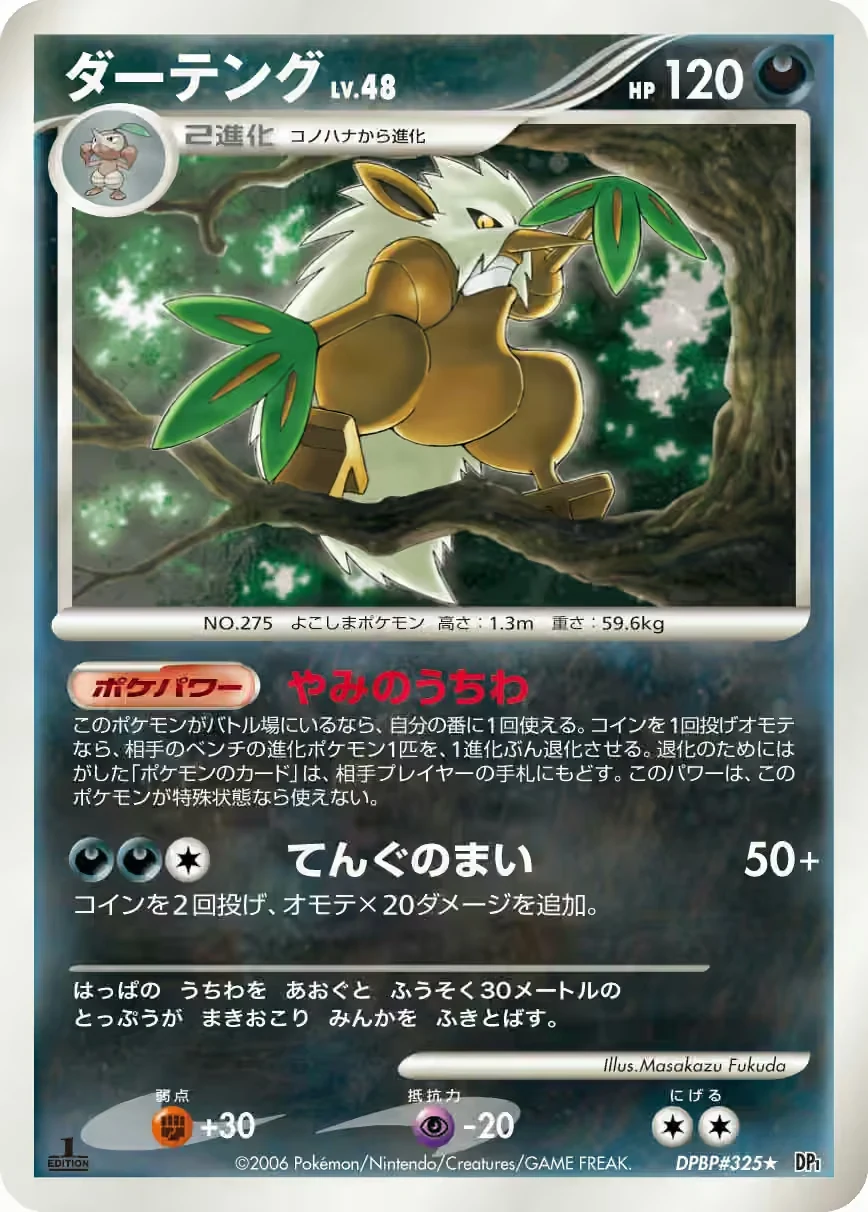 ダーテング LV.48 HP 120
2進化 コノハナから進化
NO.275 よこしまポケモン 高さ:1.3m 重さ:59.6kg
ポケパワー やみのうちわ
このポケモンがバトル場にいるなら、自分の番に1回使える。コインを1回投げオモテ
なら、相手のベンチの進化ポケモン1匹を、1進化ぶん退化させる。退化のためには
がした「ポケモンのカード」は、相手プレイヤーの手札にもどす。このパワーは、この
ポケモンが特殊状態なら使えない。
てんぐのまい 50+
コインを2回投げ、オモテ×20ダメージを追加。
はっぱの うちわを あおぐと ふうそく30メートルの
とっぷうが まきおこり みんかを ふきとばす。
Illus.Masakazu Fukuda
弱点 抵抗力 にげる
+30 -20
1 EDITION
©2006 Pokémon/Nintendo/Creatures/GAME FREAK. DPBP#325★ DP1